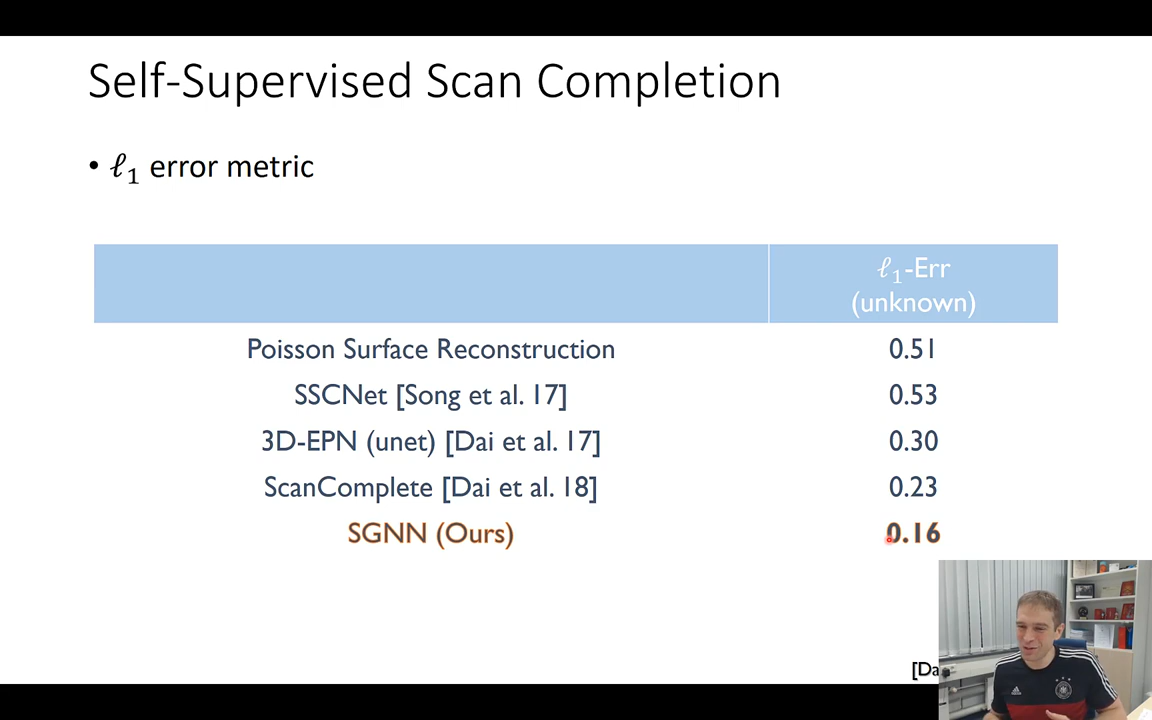 Self-Supervised Scan Completion
• ℓ₁ error metric
ℓ₁-Err
(unknown)
Poisson Surface Reconstruction 0.51
SSCNet [Song et al. 17] 0.53
3D-EPN (unet) [Dai et al. 17] 0.30
ScanComplete [Dai et al. 18] 0.23
SGNN (Ours) 0.16